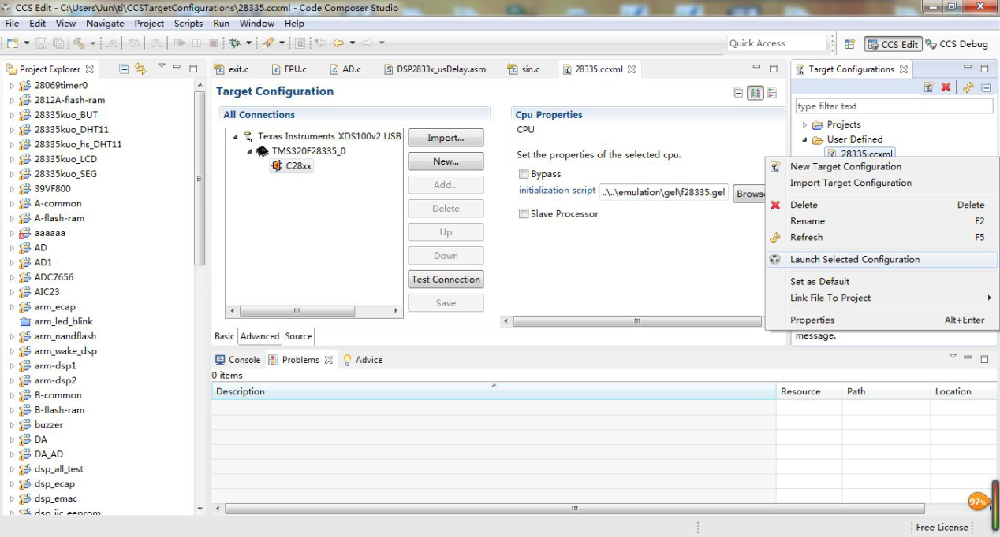 CCS Edit - C:\Users\Jun\ti\CCSTargetConfigurations\28335.ccxml - Code Composer Studio
File Edit View Navigate Project Scripts Run Window Help
Quick Access
CCS Edit
CCS Debug
Project Explorer
28069timer0
2812A-flash-ram
28335kuo_BUT
28335kuo_DHT11
28335kuo_hs_DHT11
28335kuo_LCD
28335kuo_SEG
39VF800
A-common
A-flash-ram
aaaaaa
AD
AD1
ADC7656
AIC23
arm_ecap
arm_led_blink
arm_nandflash
arm_wake_dsp
arm-dsp1
arm-dsp2
B-common
B-flash-ram
buzzer
DA
DA_AD
dsp_all_test
dsp_ecap
dsp_emac
dsp_iic_eeprom
exit.c
FPU.c
AD.c
DSP2833x_usDelay.asm
sin.c
28335.ccxml
Target Configuration
All Connections
Texas Instruments XDS100v2 USB
TMS320F28335_0
C28xx
Import...
New...
Add...
Delete
Up
Down
Test Connection
Save
Cpu Properties
CPU
Set the properties of the selected cpu.
Bypass
initialization script
..\..\emulation\gel\f28335.gel
Slave Processor
Basic
Advanced
Source
Target Configurations
type filter text
Projects
User Defined
28335.ccxml
New Target Configuration
Import Target Configuration
Delete Delete
Rename F2
Refresh F5
Launch Selected Configuration
Set as Default
Link File To Project
Properties Alt+Enter
message.
Console
Problems
Advice
0 items
Description Resource Path Location
97%
Free License